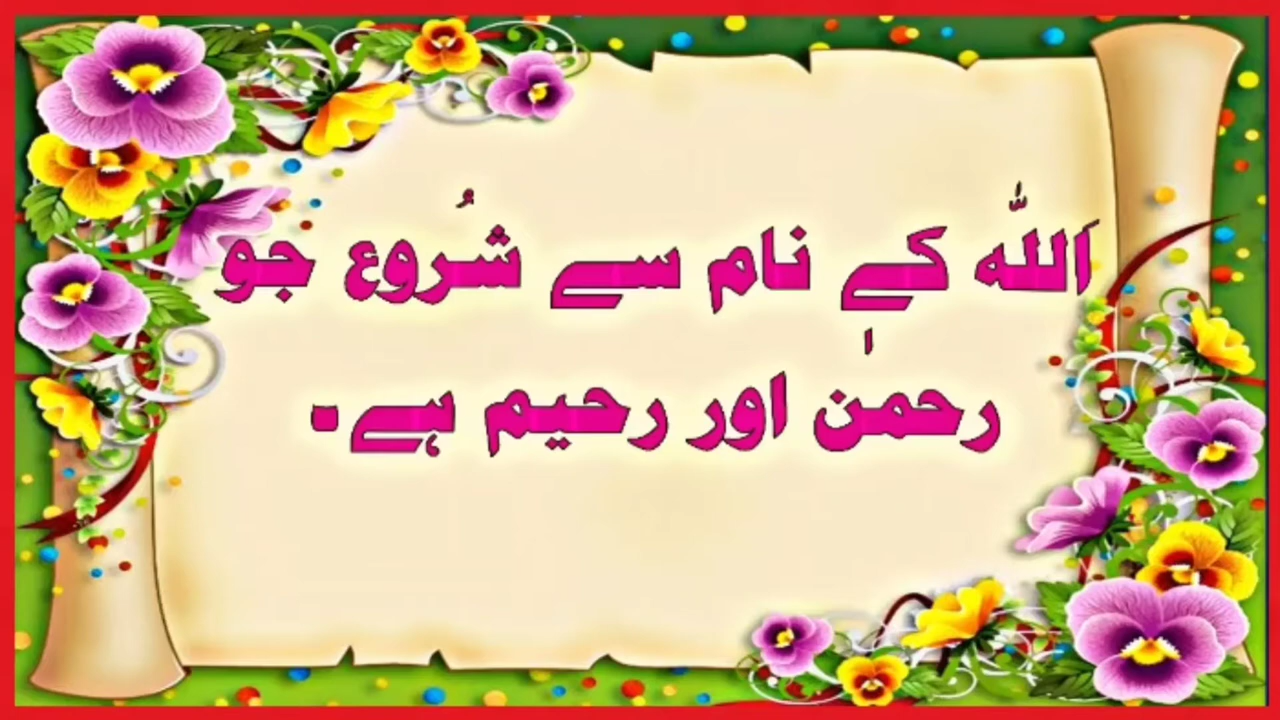 اَللّٰه کے نام سے شُروع جو
رحمٰن اور رحیم ہے۔